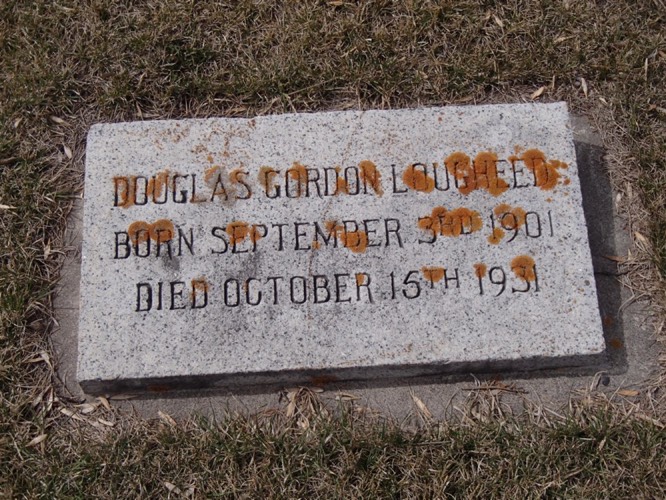 DOUGLAS GORDON LOUGHEED
BORN SEPTEMBER 3RD 1901
DIED OCTOBER 15TH 1931